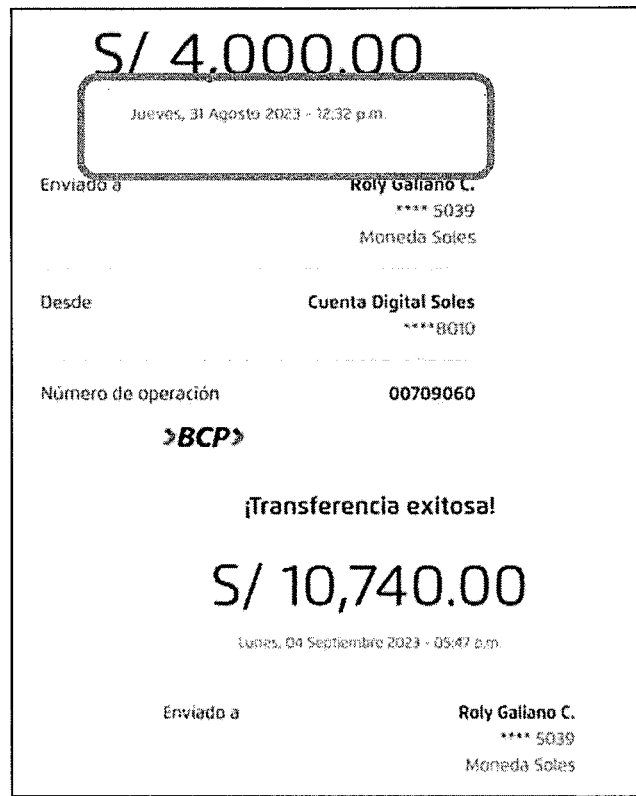 S/ 4,000.00
Jueves, 31 Agosto 2023 - 12:32 p.m.
Enviado a Roly Galiano C.
**** 5039
Moneda Soles
Desde Cuenta Digital Soles
****8010
Número de operación 00709060
>BCP>
¡Transferencia exitosa!
S/ 10,740.00
Lunes, 04 Septiembre 2023 - 05:47 p.m.
Enviado a Roly Galiano C.
**** 5039
Moneda Soles